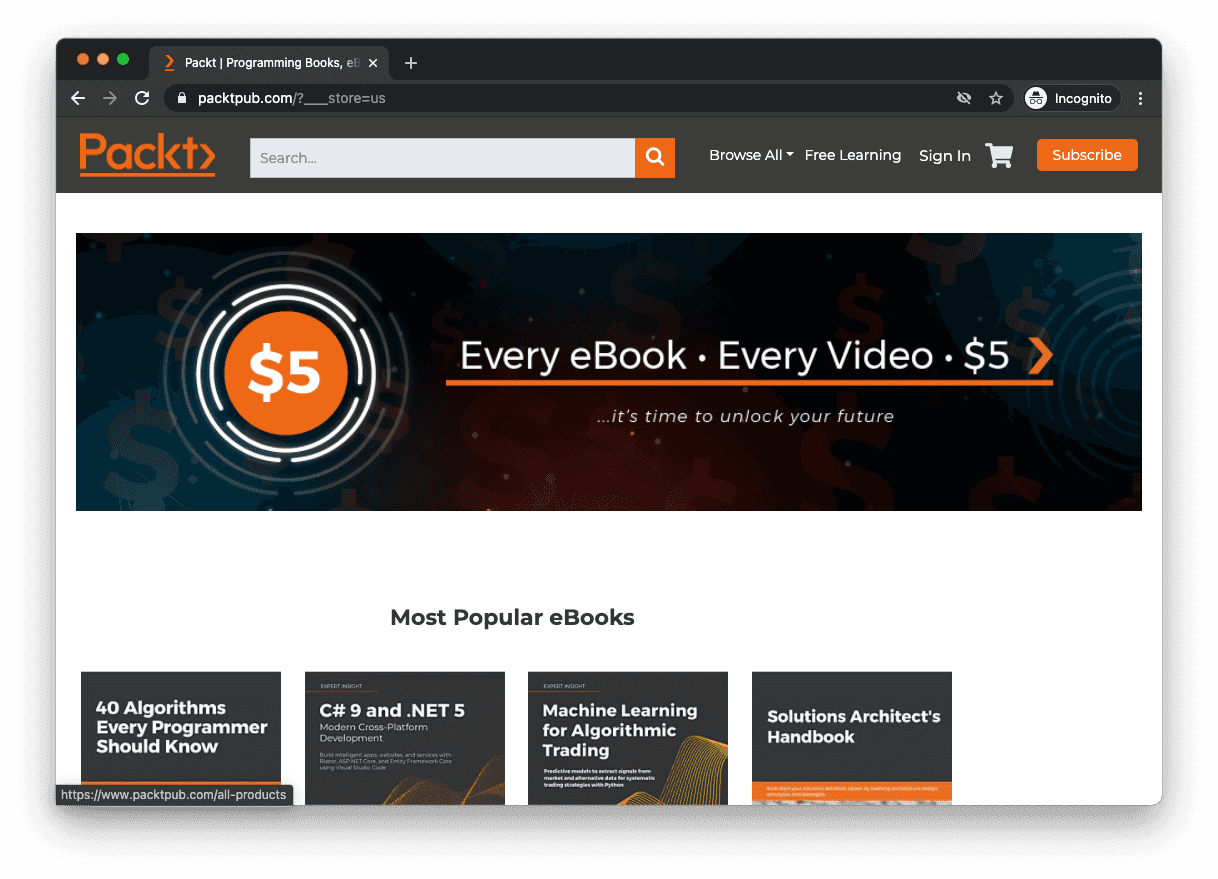 Packt | Programming Books, eB
packtpub.com/?___store=us
Incognito
Packt
Search...
Browse All
Free Learning
Sign In
Subscribe
$5
Every eBook · Every Video · $5
...it's time to unlock your future
Most Popular eBooks
40 Algorithms
Every Programmer
Should Know
EXPERT INSIGHT
C# 9 and .NET 5
Modern Cross-Platform
Development
Build intelligent apps, websites, and services with
Blazor, ASP.NET Core, and Entity Framework Core
using Visual Studio Code
EXPERT INSIGHT
Machine Learning
for Algorithmic
Trading
Predictive models to extract signals from
market and alternative data for systematic
trading strategies with Python
Solutions Architect's
Handbook
https://www.packtpub.com/all-products